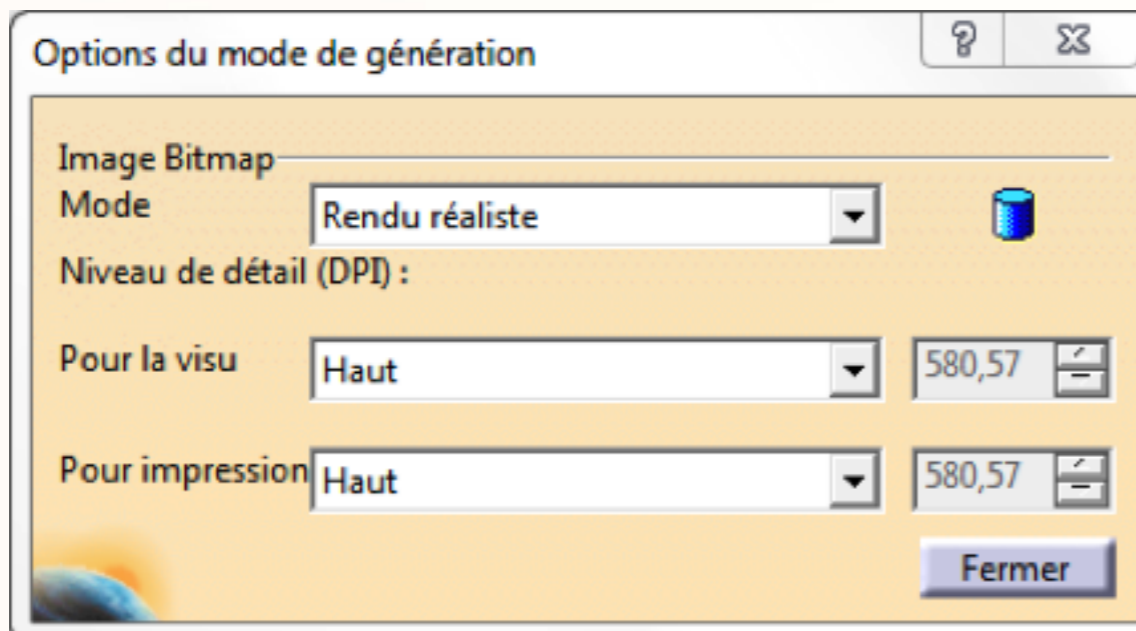 Options du mode de génération
Image Bitmap
Mode
Rendu réaliste
Niveau de détail (DPI) :
Pour la visu
Haut
580,57
Pour impression
Haut
580,57
Fermer